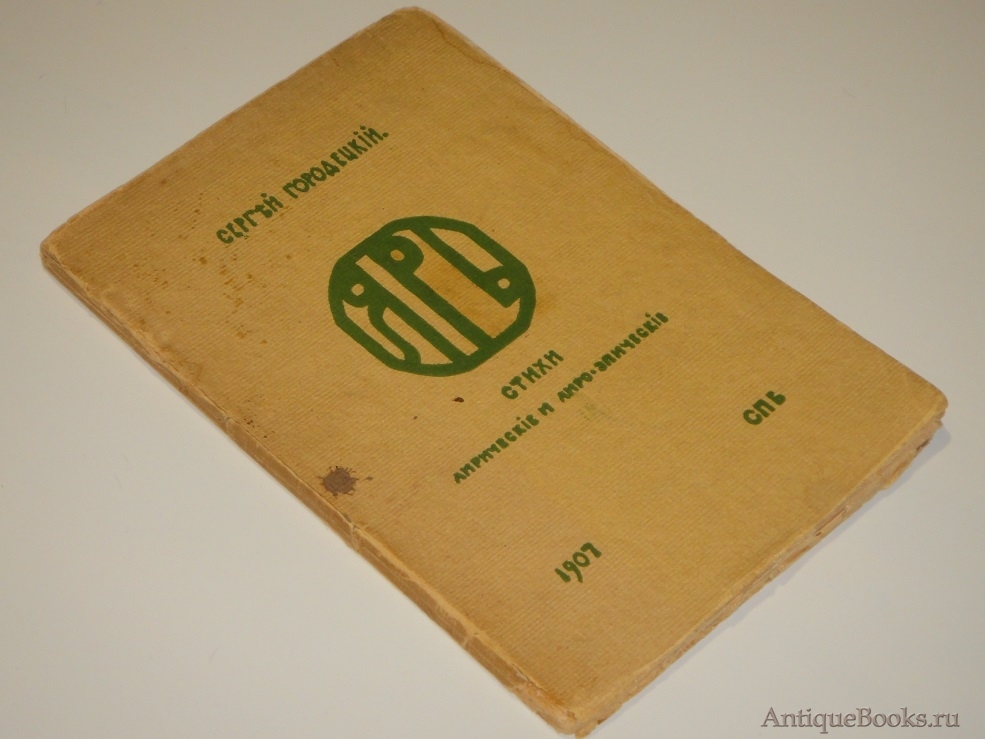 СЕРГѢЙ ГОРОДЕЦКІЙ.
ЯРЬ
СТИХИ
ЛИРИЧЕСКІЕ И ЛИРО-ЭПИЧЕСКІЕ
1907
СПБ
AntiqueBooks.ru